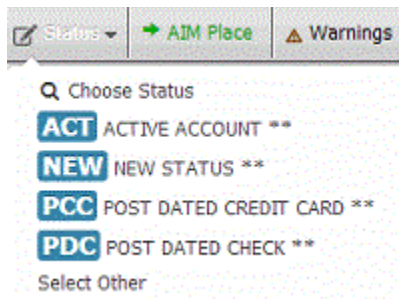 Status AIM Place Warnings
Choose Status
ACT ACTIVE ACCOUNT **
NEW NEW STATUS **
PCC POST DATED CREDIT CARD **
PDC POST DATED CHECK **
Select Other